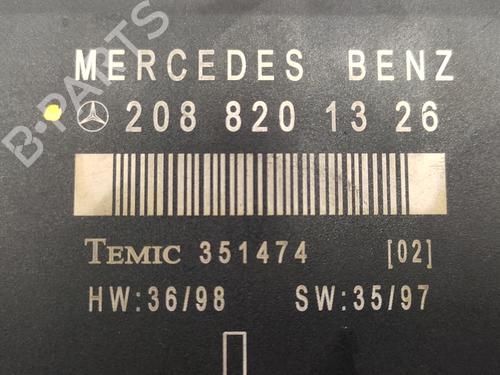 MERCEDES BENZ
208 820 13 26
TEMIC 351474 [02]
HW:36/98 SW:35/97
B-PARTS